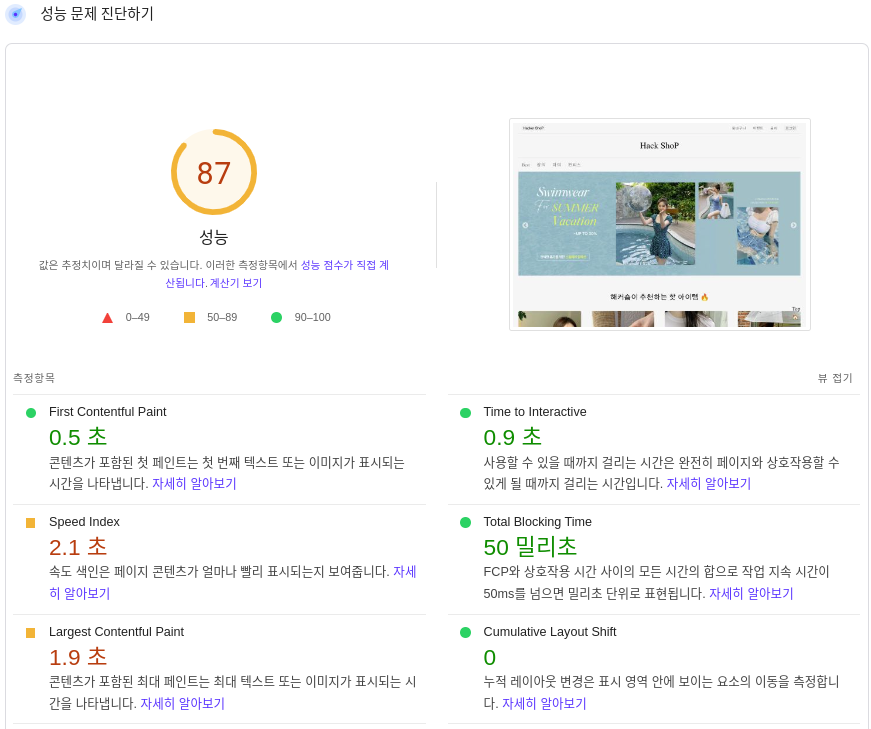 성능 문제 진단하기
87
성능
값은 추정치이며 달라질 수 있습니다. 이러한 측정항목에서 성능 점수가 직접 계
산됩니다. 계산기 보기
0–49
50–89
90–100
Hack ShoP
Swimwear
For SUMMER
Vacation
해커숍이 추천하는 핫 아이템 🔥
Top
측정항목
뷰 접기
First Contentful Paint
0.5 초
콘텐츠가 포함된 첫 페인트는 첫 번째 텍스트 또는 이미지가 표시되는
시간을 나타냅니다. 자세히 알아보기
Time to Interactive
0.9 초
사용할 수 있을 때까지 걸리는 시간은 완전히 페이지와 상호작용할 수
있게 될 때까지 걸리는 시간입니다. 자세히 알아보기
Speed Index
2.1 초
속도 색인은 페이지 콘텐츠가 얼마나 빨리 표시되는지 보여줍니다. 자세
히 알아보기
Total Blocking Time
50 밀리초
FCP와 상호작용 시간 사이의 모든 시간의 합으로 작업 지속 시간이
50ms를 넘으면 밀리초 단위로 표현됩니다. 자세히 알아보기
Largest Contentful Paint
1.9 초
콘텐츠가 포함된 최대 페인트는 최대 텍스트 또는 이미지가 표시되는 시
간을 나타냅니다. 자세히 알아보기
Cumulative Layout Shift
0
누적 레이아웃 변경은 표시 영역 안에 보이는 요소의 이동을 측정합니
다. 자세히 알아보기